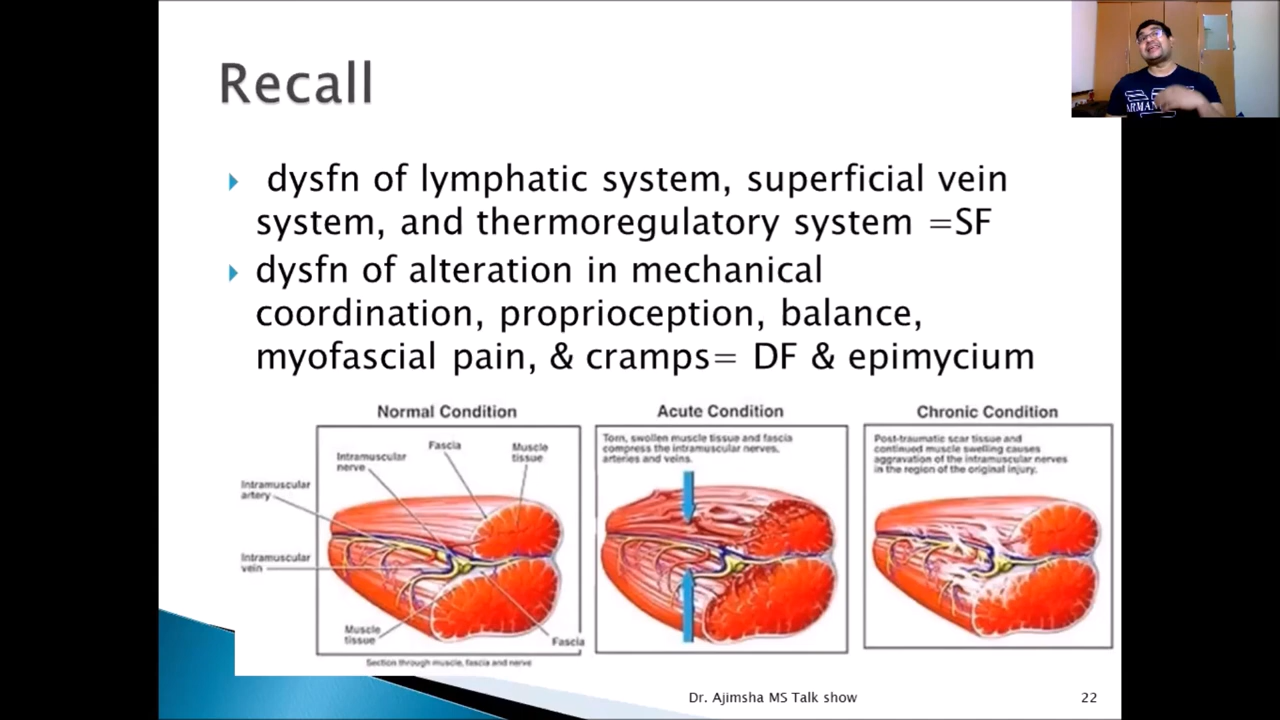 Recall
dysfn of lymphatic system, superficial vein
system, and thermoregulatory system =SF
dysfn of alteration in mechanical
coordination, proprioception, balance,
myofascial pain, & cramps= DF & epimycium
Normal Condition
Intramuscular
nerve
Fascia
Muscle
tissue
Intramuscular
artery
Intramuscular
vein
Muscle
tissue
Fascia
Section through muscle, fascia and nerve
Acute Condition
Torn, swollen muscle tissue and fascia
compress the intramuscular nerves,
arteries and veins.
Chronic Condition
Post-traumatic scar tissue and
continued muscle swelling causes
aggravation of the intramuscular nerves
in the region of the original injury.
Dr. Ajimsha MS Talk show
22
ARMAN